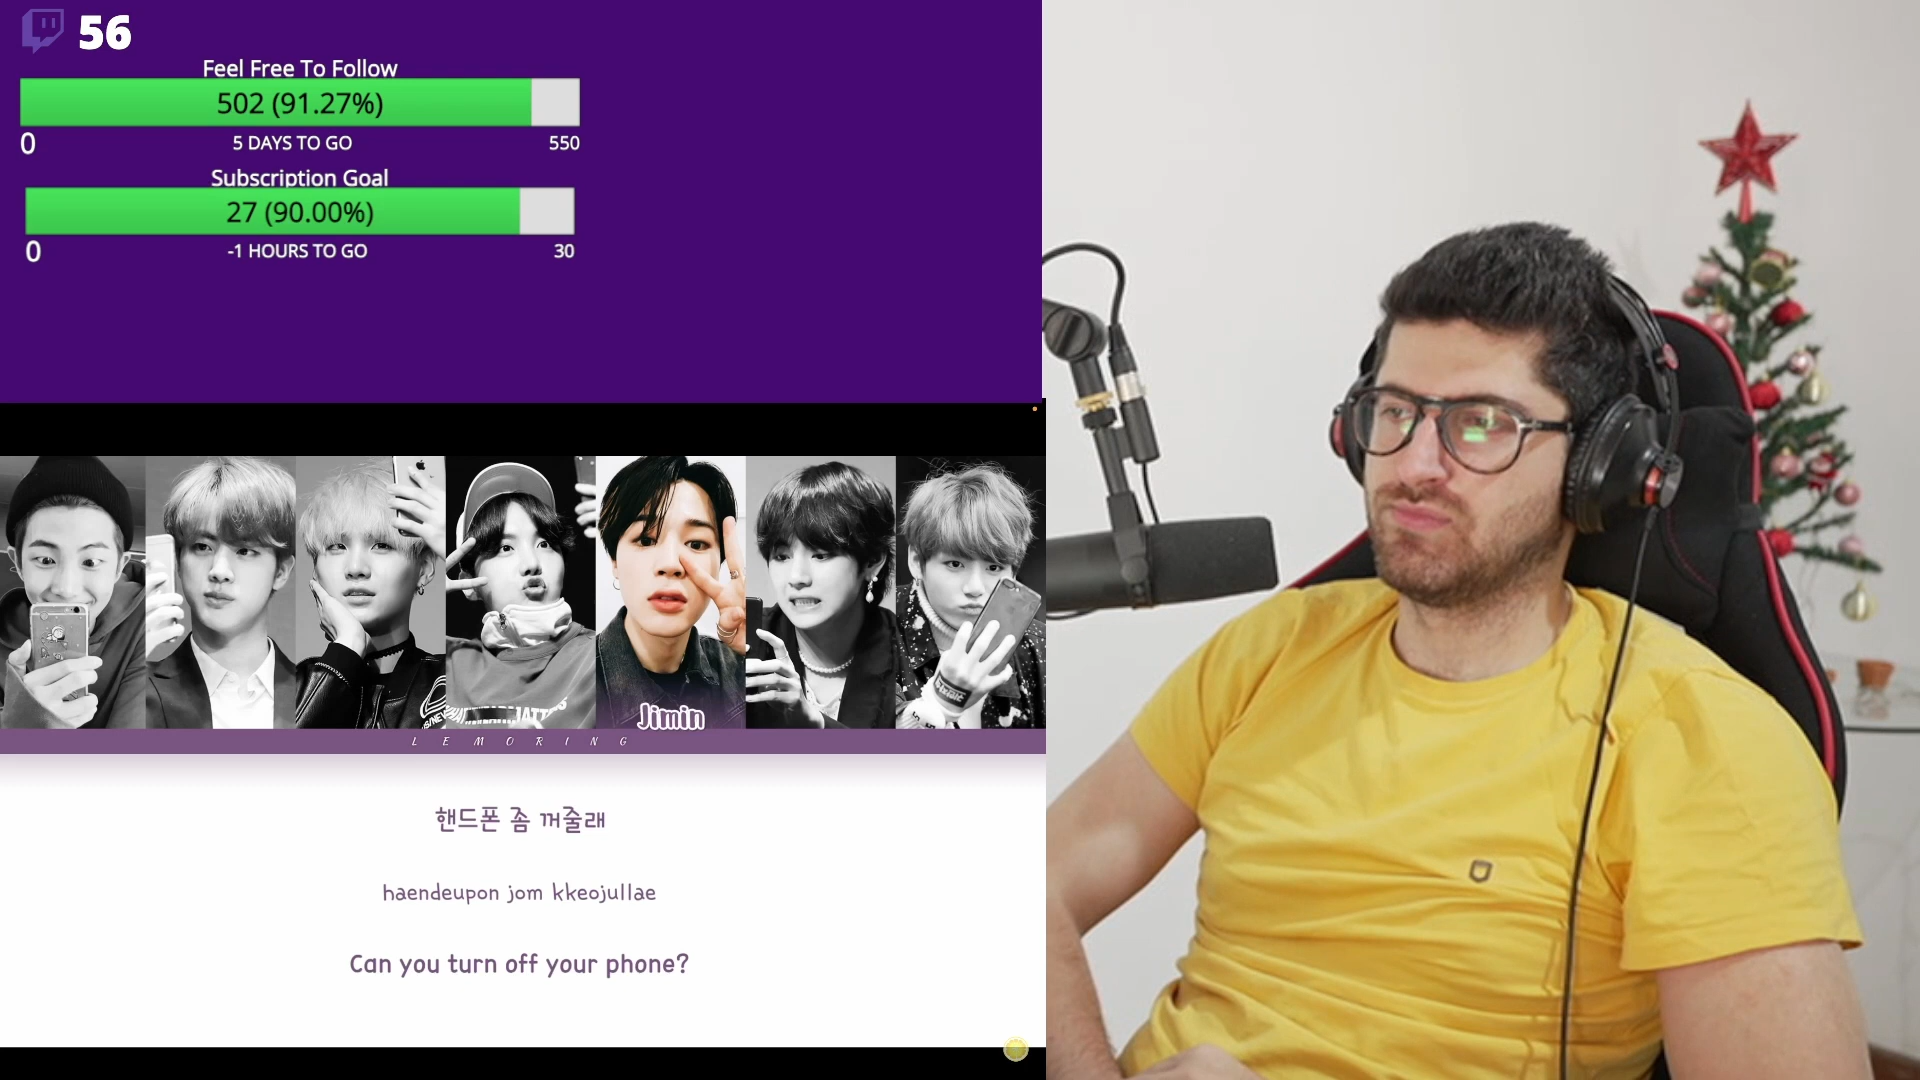 56
Feel Free To Follow
502 (91.27%)
0 5 DAYS TO GO 550
Subscription Goal
27 (90.00%)
0 -1 HOURS TO GO 30
Jimin
LEMORING
핸드폰 좀 꺼줄래
haendeupon jom kkeojullae
Can you turn off your phone?